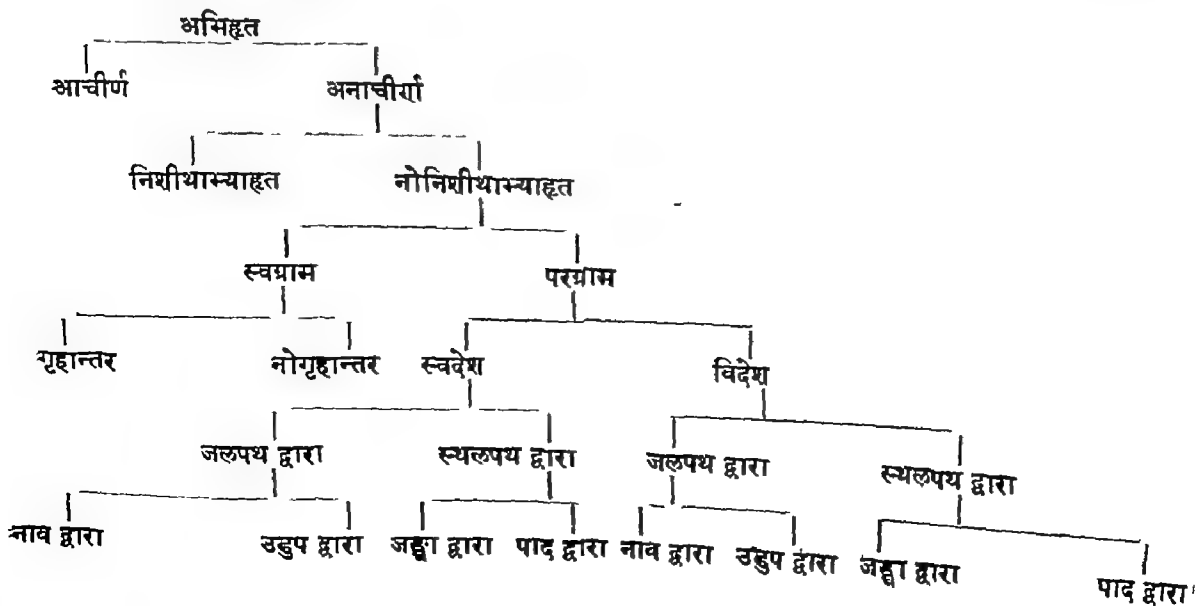 अभिहृत
आचीर्ण अनाचीर्ण
निशीथाभ्याहृत नोनिशीथाभ्याहृत
स्वग्राम परग्राम
गृहान्तर नोगृहान्तर स्वदेश विदेश
जलपथ द्वारा स्थलपथ द्वारा जलपथ द्वारा स्थलपथ द्वारा
नाव द्वारा उडुप द्वारा जङ्घा द्वारा पाद द्वारा नाव द्वारा उडुप द्वारा जङ्घा द्वारा पाद द्वारा